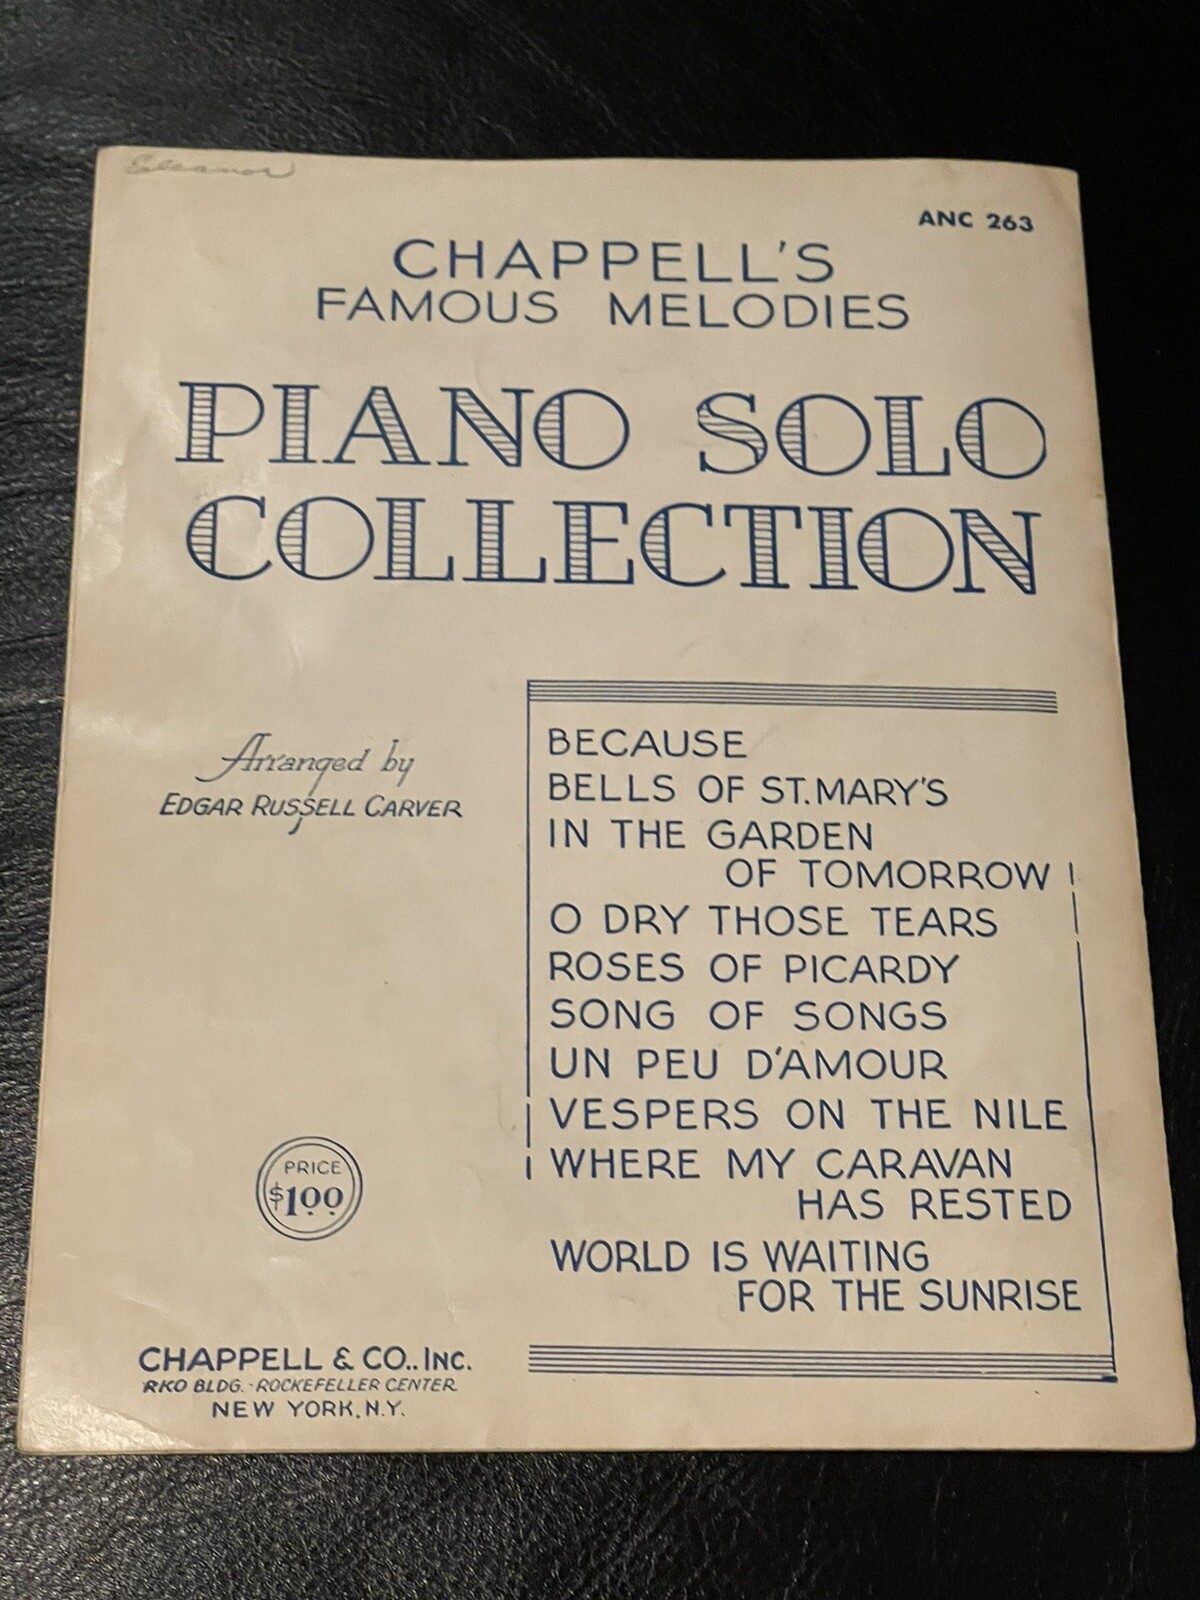 Eleanor
ANC 263
CHAPPELL'S
FAMOUS MELODIES
PIANO SOLO
COLLECTION
Arranged by
EDGAR RUSSELL CARVER
BECAUSE
BELLS OF ST. MARY'S
IN THE GARDEN
OF TOMORROW
O DRY THOSE TEARS
ROSES OF PICARDY
SONG OF SONGS
UN PEU D'AMOUR
VESPERS ON THE NILE
WHERE MY CARAVAN
HAS RESTED
WORLD IS WAITING
FOR THE SUNRISE
PRICE
$1.00
CHAPPELL & CO., INC.
RKO BLDG. - ROCKEFELLER CENTER
NEW YORK, N.Y.